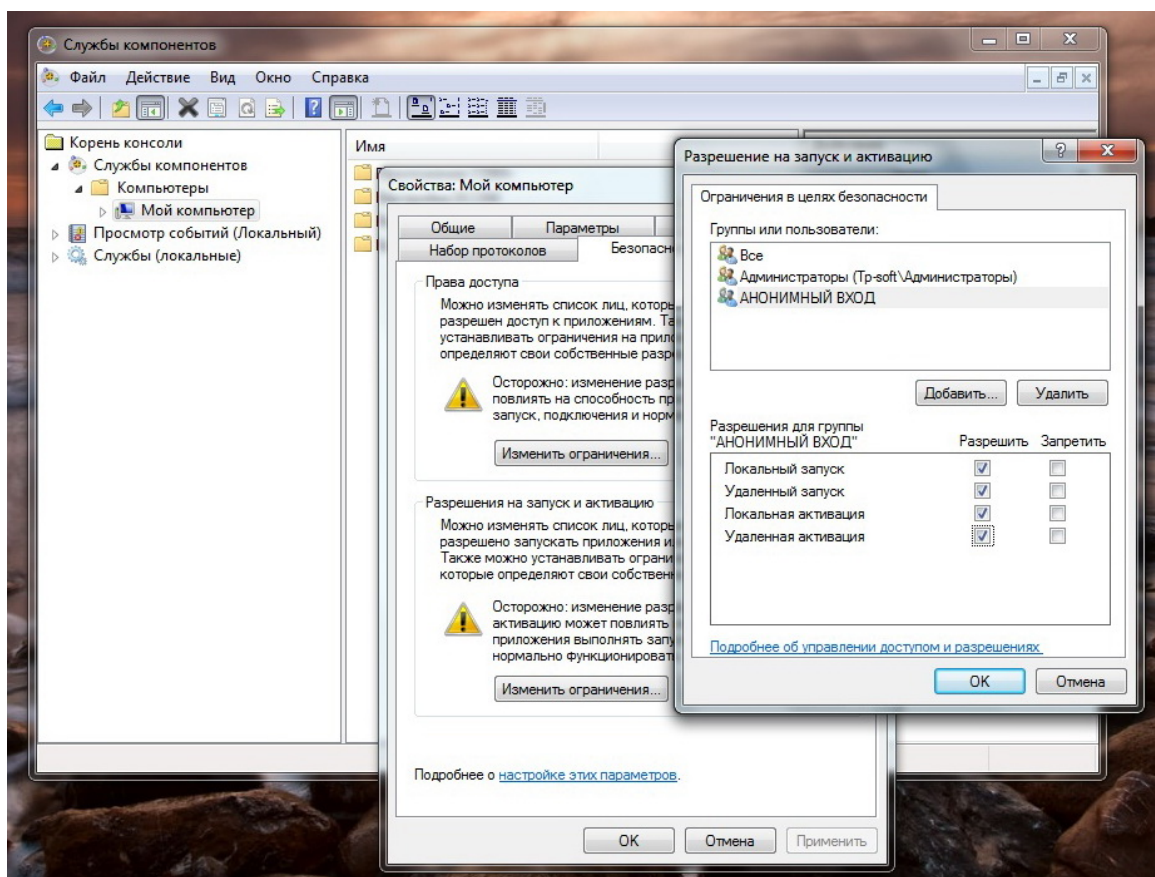 Службы компонентов
Файл Действие Вид Окно Справка
Корень консоли
Службы компонентов
Компьютеры
Мой компьютер
Просмотр событий (Локальный)
Службы (локальные)
Имя
Свойства: Мой компьютер
Общие
Параметры
Набор протоколов
Безопасн
Права доступа
Можно изменять список лиц, которы
разрешен доступ к приложениям. Та
устанавливать ограничения на прило
определяют свои собственные разр
Осторожно: изменение разр
повлиять на способность пр
запуск, подключения и норм
Изменить ограничения...
Разрешения на запуск и активацию
Можно изменять список лиц, которы
разрешено запускать приложения и
Также можно устанавливать ограни
которые определяют свои собствен
Осторожно: изменение разр
активацию может повлиять
приложения выполнять запу
нормально функционироват
Изменить ограничения...
Подробнее о настройке этих параметров.
OK
Отмена
Применить
Разрешение на запуск и активацию
Ограничения в целях безопасности
Группы или пользователи:
Все
Администраторы (Tp-soft\Администраторы)
АНОНИМНЫЙ ВХОД
Добавить...
Удалить
Разрешения для группы
"АНОНИМНЫЙ ВХОД"
Разрешить Запретить
Локальный запуск
Удаленный запуск
Локальная активация
Удаленная активация
Подробнее об управлении доступом и разрешениях
OK
Отмена